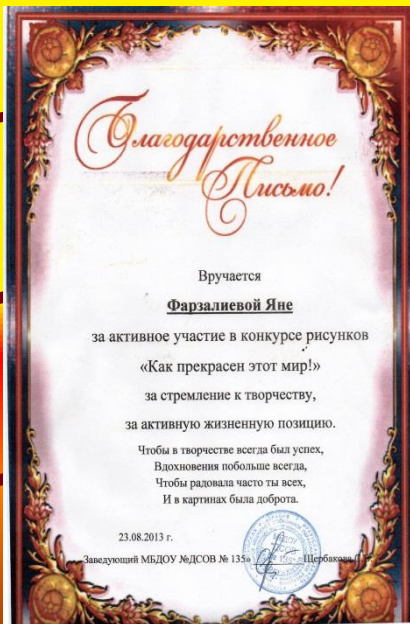 Благодарственное
Письмо!
Вручается
Фарзалиевой Яне
за активное участие в конкурсе рисунков
«Как прекрасен этот мир!»
за стремление к творчеству,
за активную жизненную позицию.
Чтобы в творчестве всегда был успех,
Вдохновения побольше всегда,
Чтобы радовала часто ты всех,
И в картинах была доброта.
23.08.2013 г.
Заведующий МБДОУ №ДСОВ № 135» Щербакова